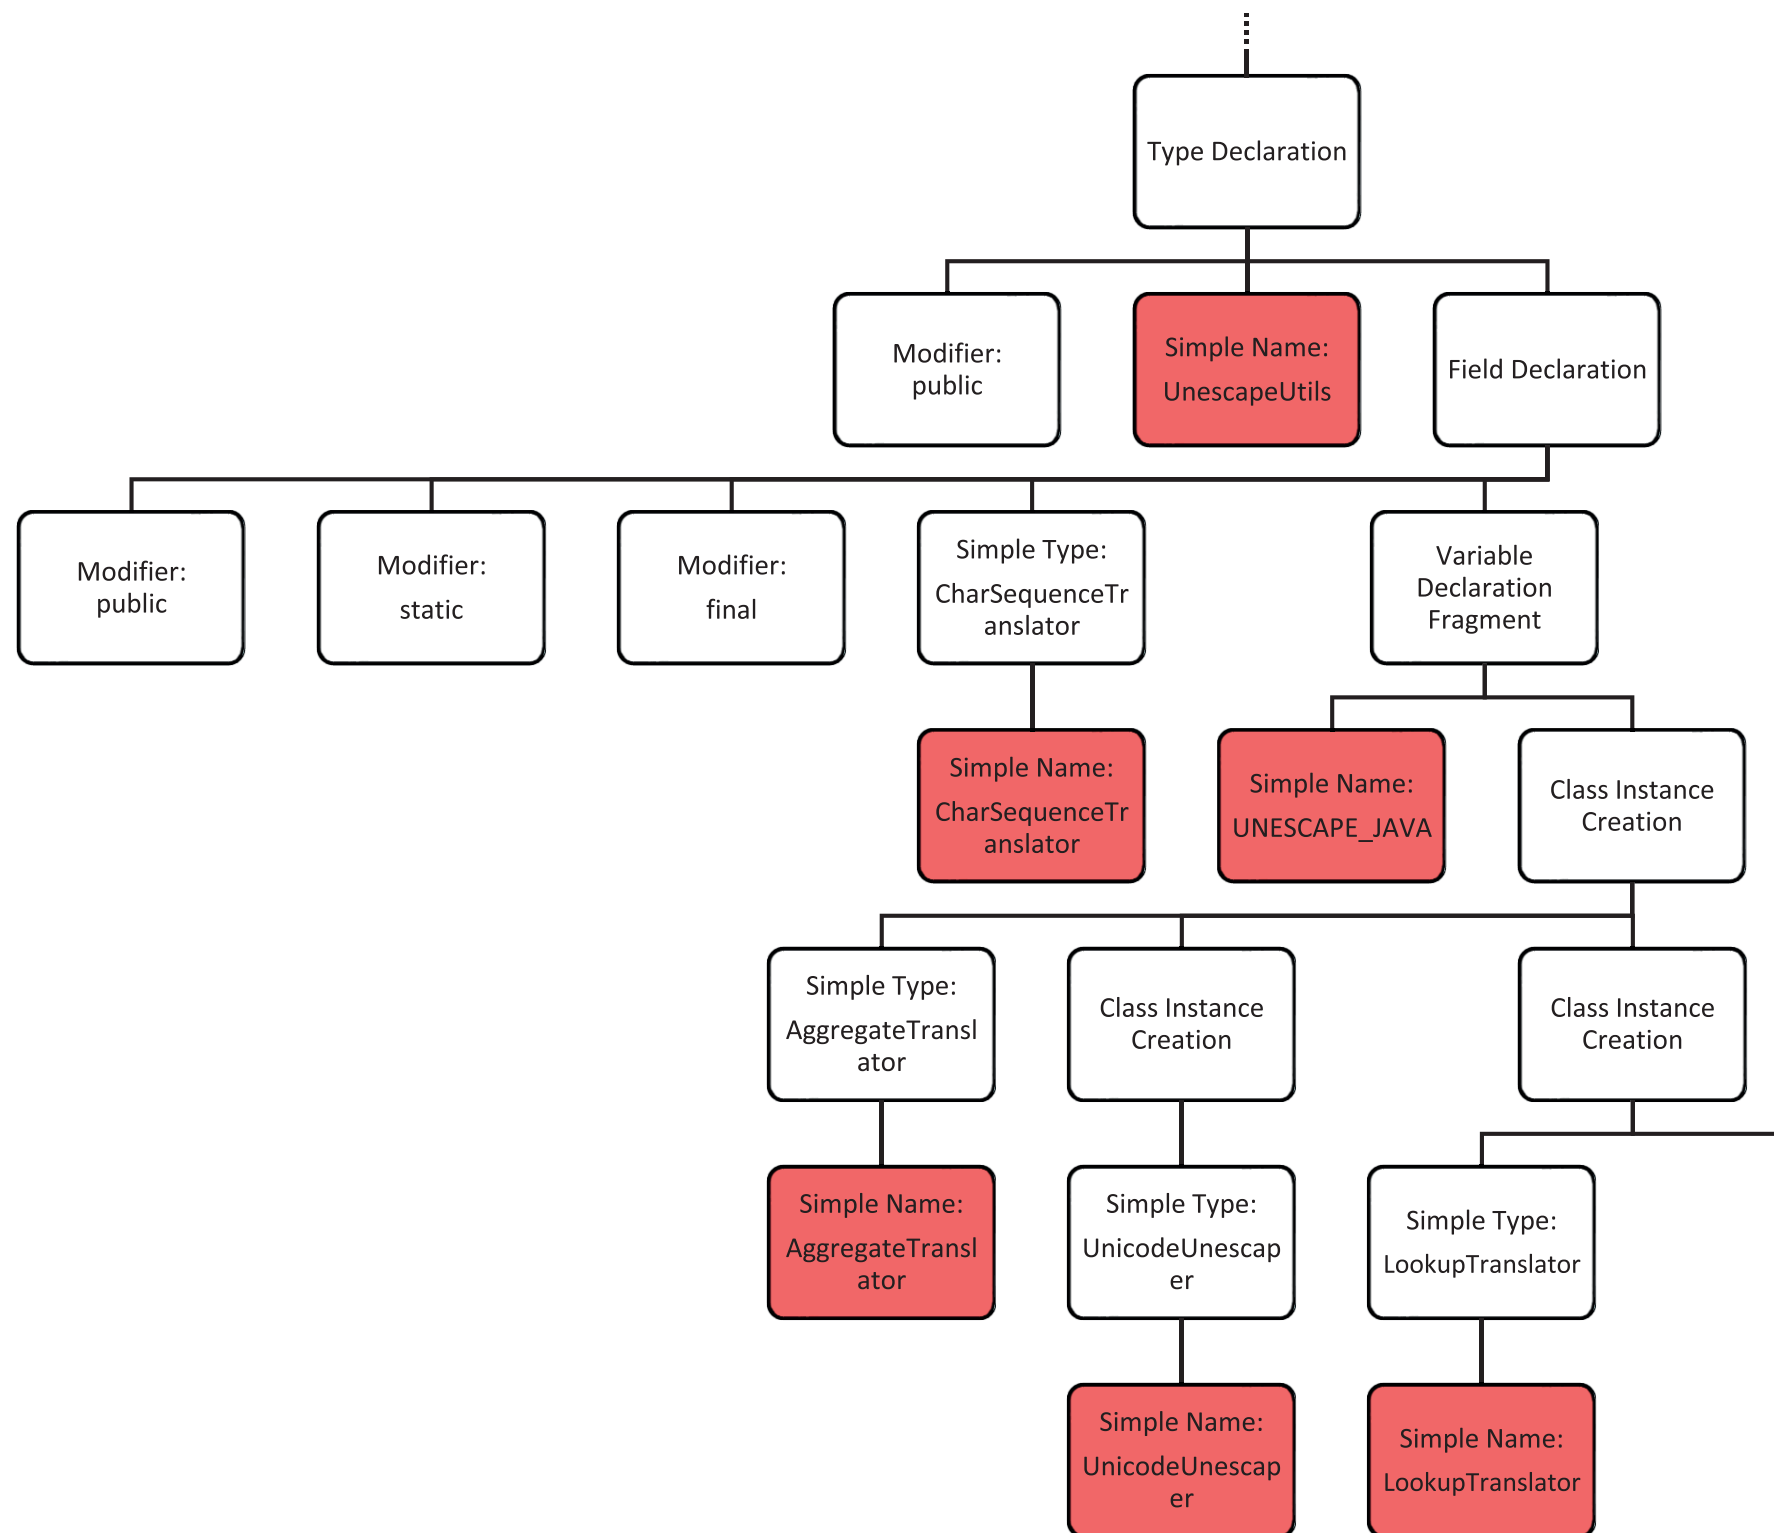 Type Declaration
Modifier:
public
Simple Name:
UnescapeUtils
Field Declaration
Modifier:
public
Modifier:
static
Modifier:
final
Simple Type:
CharSequenceTr
anslator
Variable
Declaration
Fragment
Simple Name:
CharSequenceTr
anslator
Simple Name:
UNESCAPE_JAVA
Class Instance
Creation
Simple Type:
AggregateTransl
ator
Class Instance
Creation
Class Instance
Creation
Simple Name:
AggregateTransl
ator
Simple Type:
UnicodeUnescap
er
Simple Type:
LookupTranslator
Simple Name:
UnicodeUnescap
er
Simple Name:
LookupTranslator